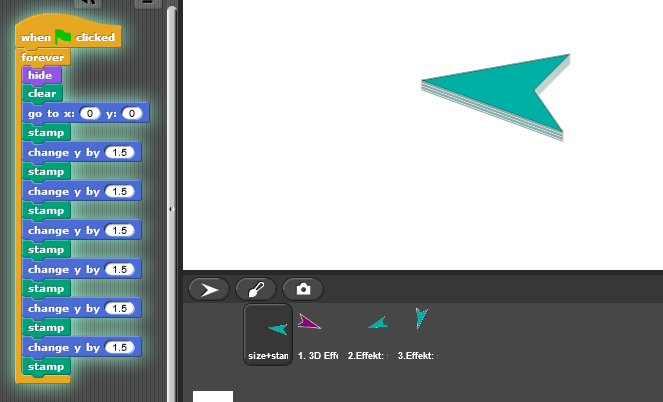 when clicked
forever
hide
clear
go to x: 0 y: 0
stamp
change y by 1.5
stamp
change y by 1.5
stamp
change y by 1.5
stamp
change y by 1.5
stamp
change y by 1.5
stamp
change y by 1.5
stamp
size+stan 1. 3D Effe 2.Effekt: 3.Effekt: